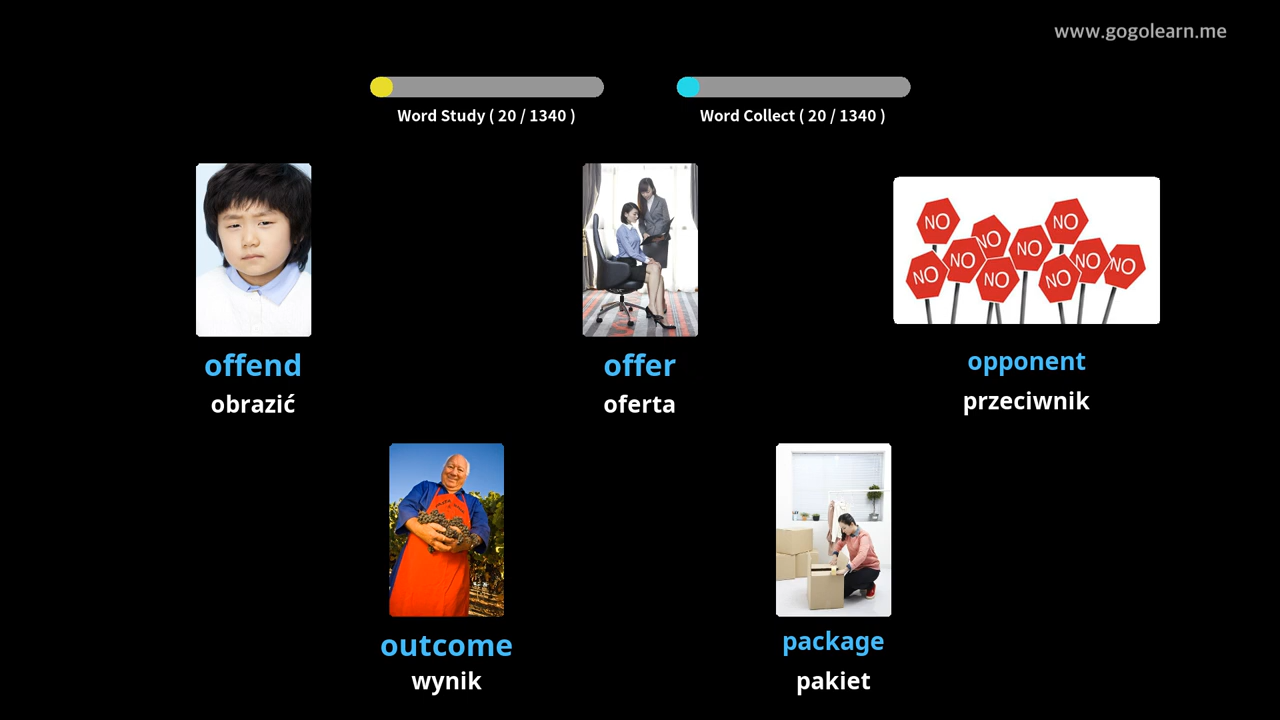 www.gogolearn.me
Word Study ( 20 / 1340 )
Word Collect ( 20 / 1340 )
NO
NO
NO
NO
NO
NO
NO
NO
NO
NO
offend
obrazić
offer
oferta
opponent
przeciwnik
outcome
wynik
package
pakiet